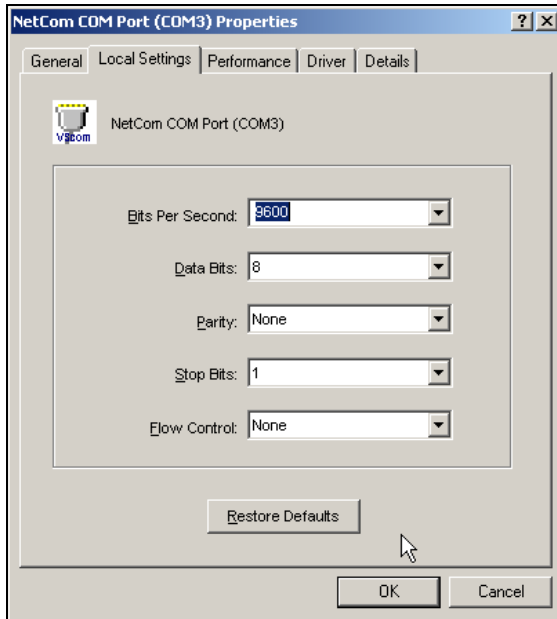 NetCom COM Port (COM3) Properties
General Local Settings Performance Driver Details
VScom NetCom COM Port (COM3)
Bits Per Second: 9600
Data Bits: 8
Parity: None
Stop Bits: 1
Flow Control: None
Restore Defaults
OK Cancel